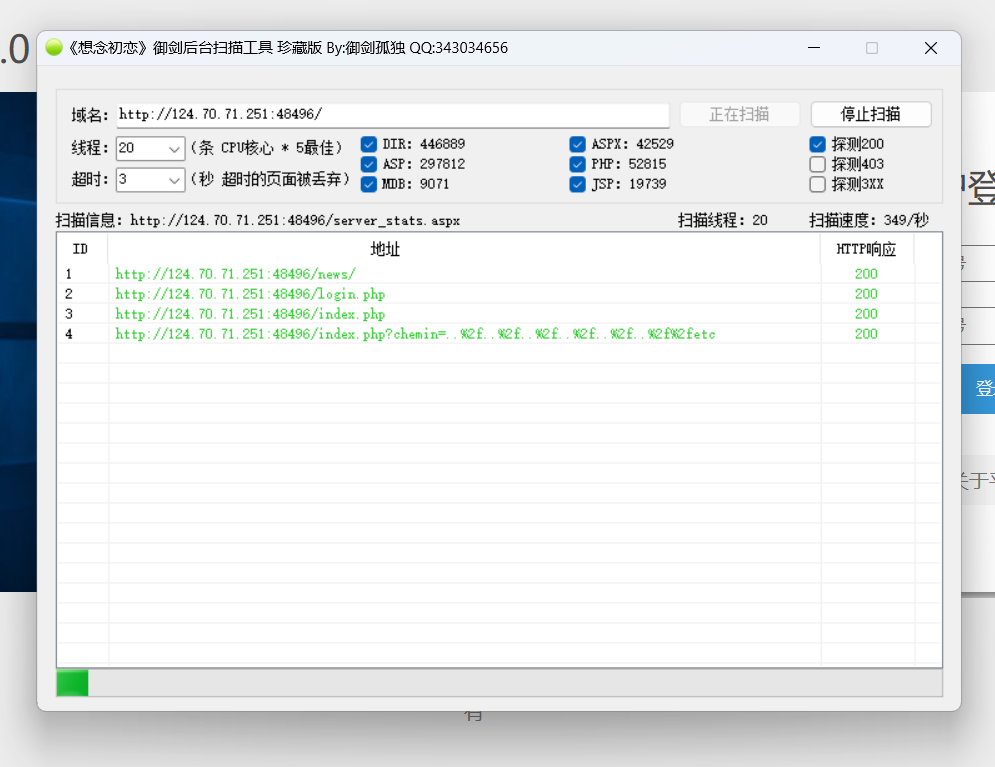 .0
《想念初恋》御剑后台扫描工具 珍藏版 By:御剑孤独 QQ:343034656
域名: http://124.70.71.251:48496/ 正在扫描 停止扫描
线程: 20 (条 CPU核心 * 5最佳) DIR: 446889 ASPX: 42529 探测200
ASP: 297812 PHP: 52815 探测403
超时: 3 (秒 超时的页面被丢弃) MDB: 9071 JSP: 19739 探测3XX
扫描信息: http://124.70.71.251:48496/server_stats.aspx 扫描线程: 20 扫描速度: 349/秒
ID 地址 HTTP响应
1 http://124.70.71.251:48496/news/ 200
2 http://124.70.71.251:48496/login.php 200
3 http://124.70.71.251:48496/index.php 200
4 http://124.70.71.251:48496/index.php?chemin=..%2f..%2f..%2f..%2f..%2f..%2f%2fetc 200
登
号
号
登
关于
有